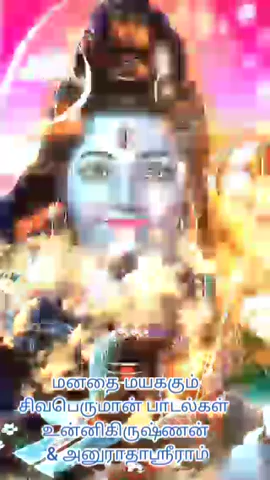 மனதை மயக்கும்
சிவபெருமான் பாடல்கள்
உன்னிகிருஷ்ணன்
& அனுராதாஸ்ரீராம்